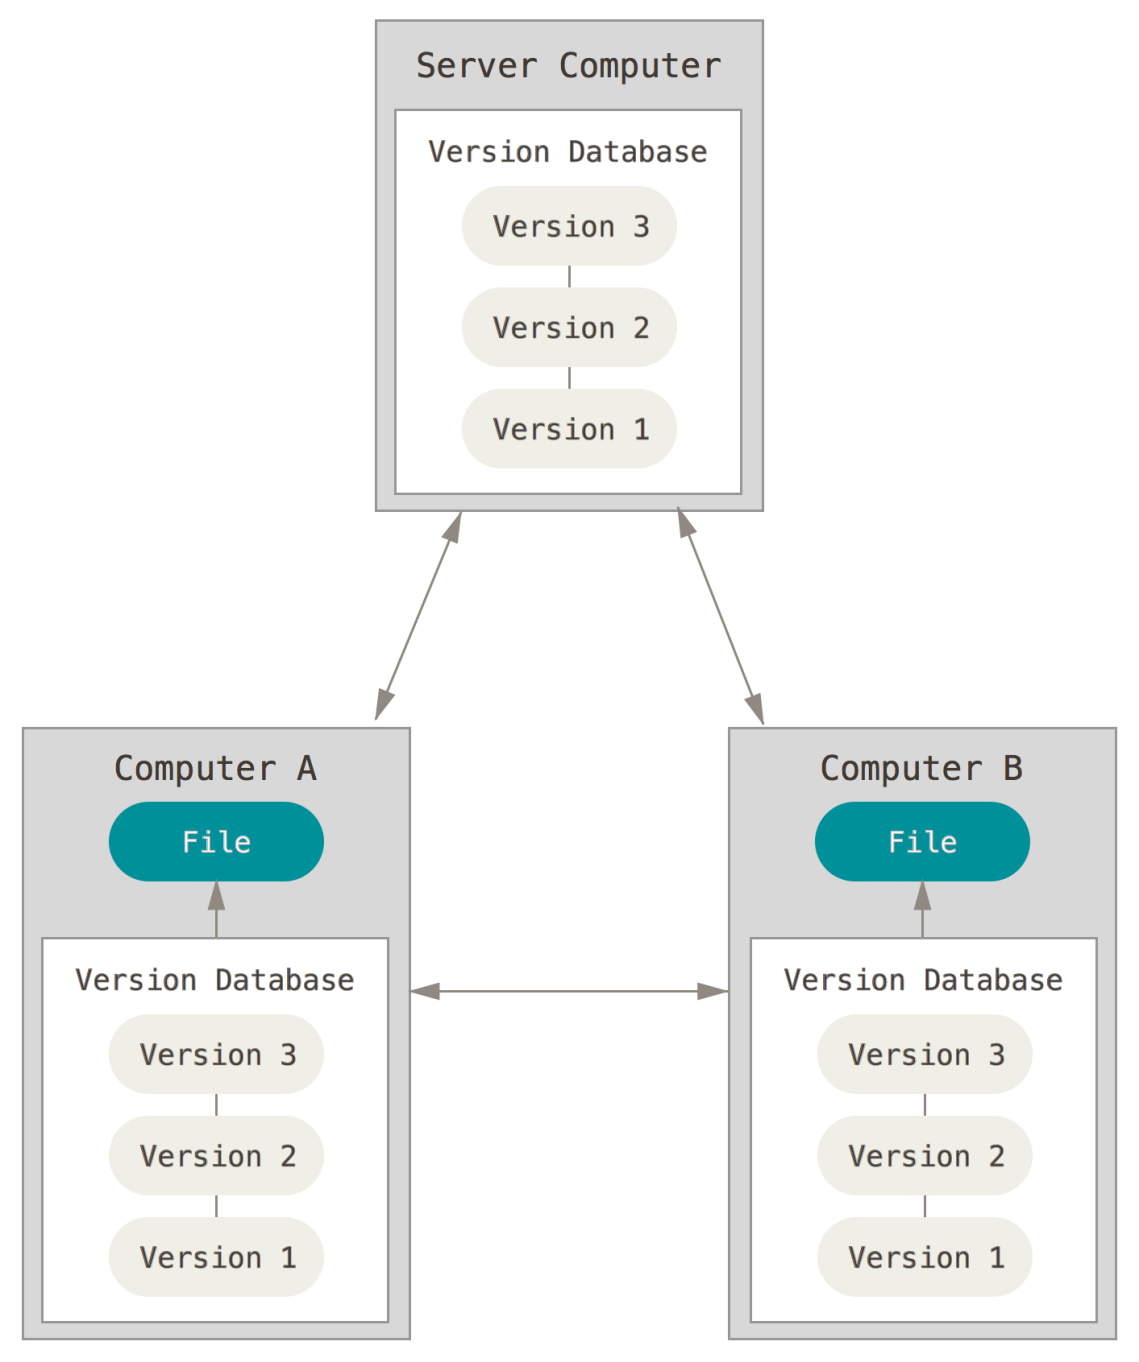 Server Computer
Version Database
Version 3
Version 2
Version 1
Computer A
File
Version Database
Version 3
Version 2
Version 1
Computer B
File
Version Database
Version 3
Version 2
Version 1